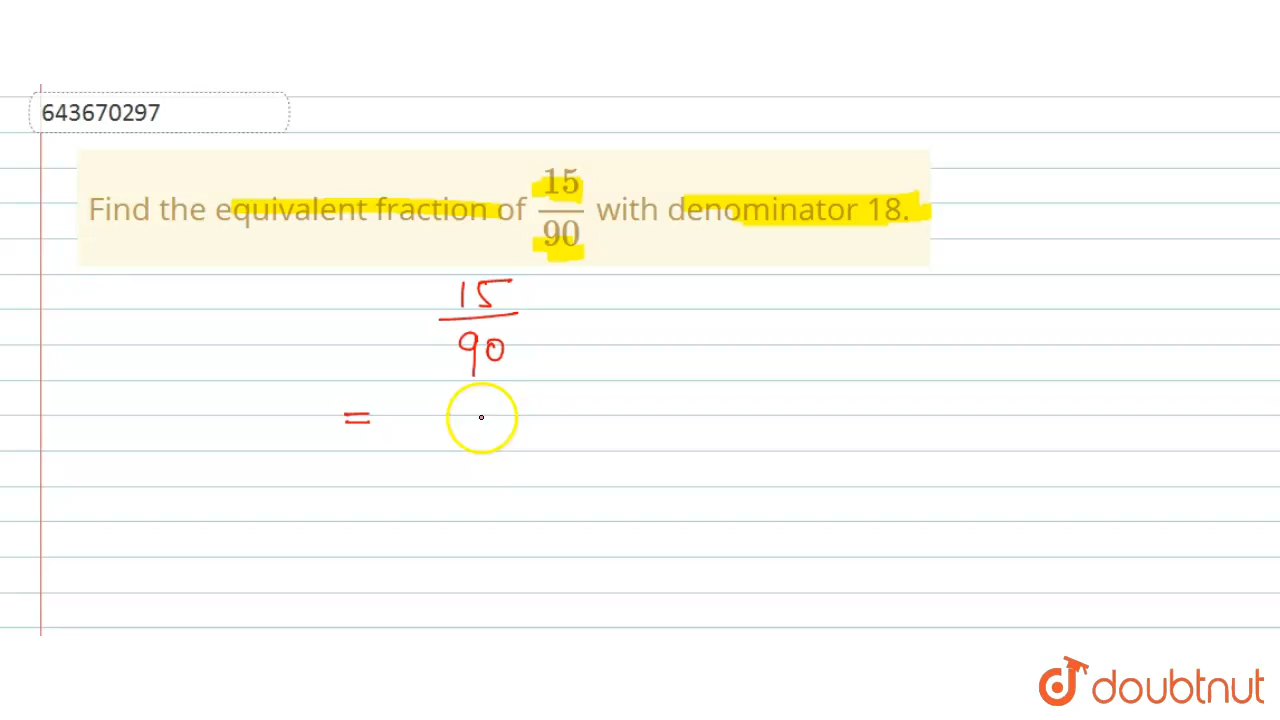 643670297
Find the equivalent fraction of 15/90 with denominator 18.
15
90
=
doubtnut